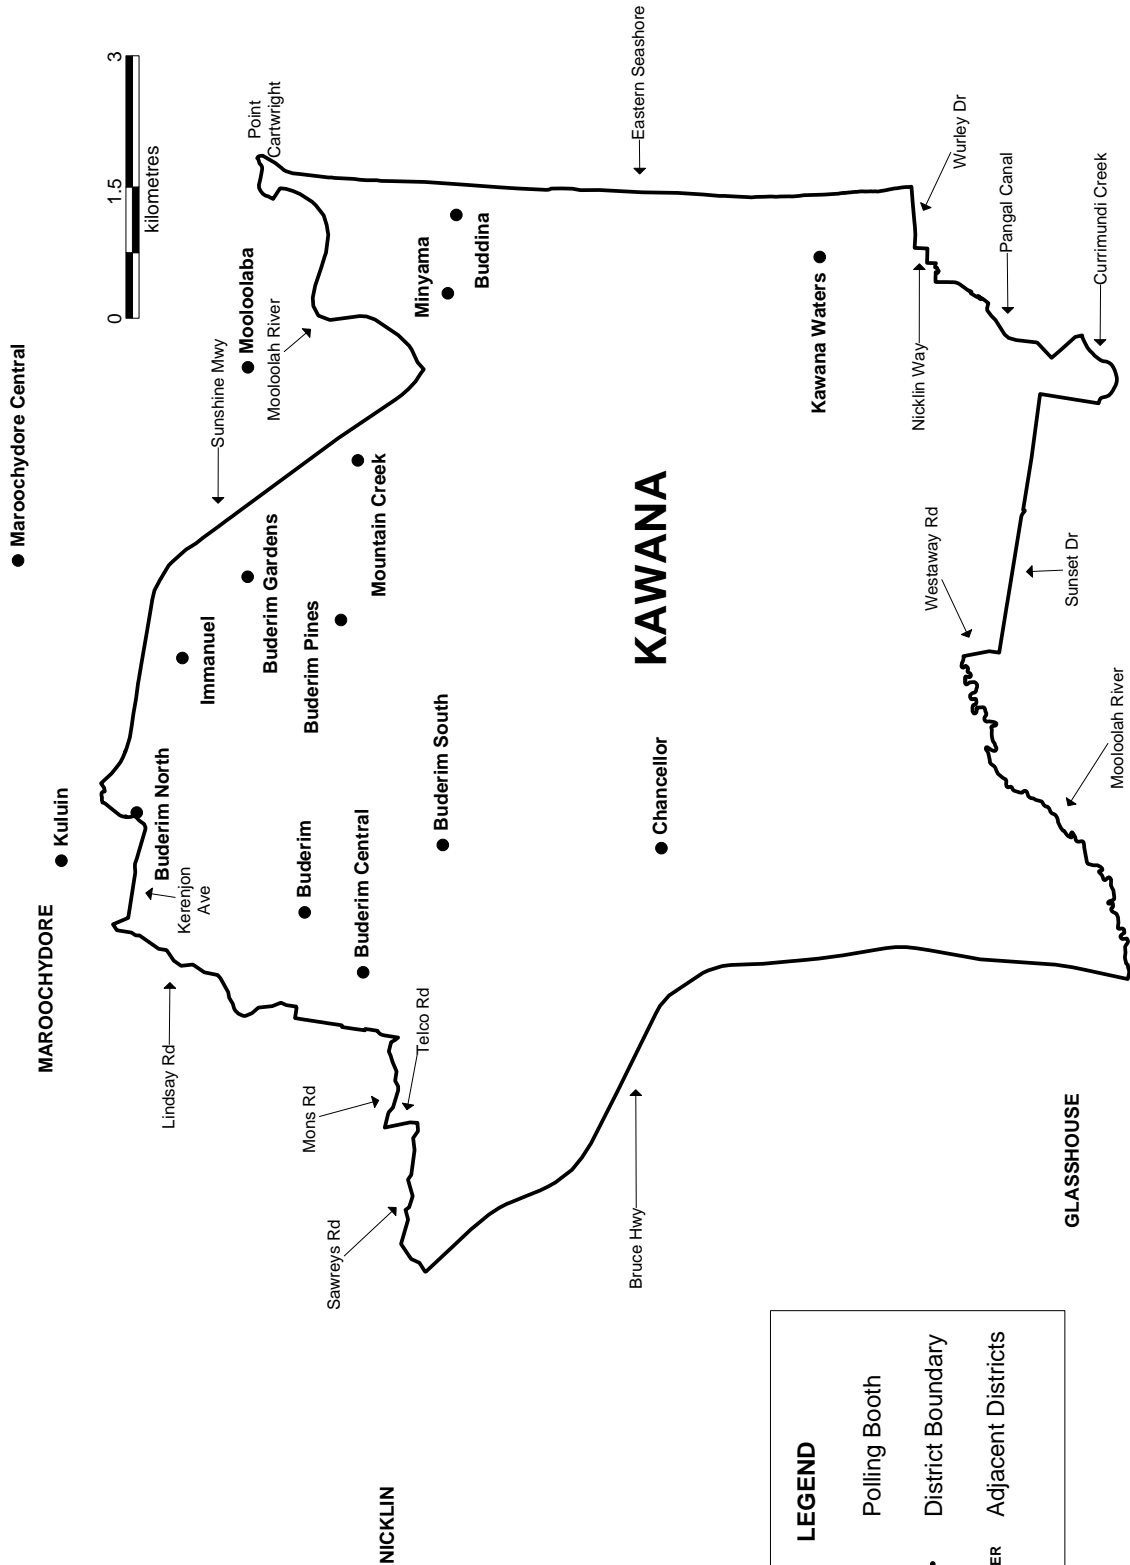 Maroochydore Central
0
1.5
3
kilometres
Kuluin
MAROOCHYDORE
Sunshine Mwy
Point
Cartwright
Mooloolaba
Mooloolah River
Buderim North
Kerenjon
Ave
Immanuel
Buderim Gardens
Lindsay Rd
Buderim
Buderim Pines
Mountain Creek
Minyama
Buddina
Buderim Central
Buderim South
Mons Rd
Telco Rd
Sawreys Rd
NICKLIN
Eastern Seashore
KAWANA
Chancellor
Bruce Hwy
Kawana Waters
Nicklin Way
Wurley Dr
Pangal Canal
Currimundi Creek
Westaway Rd
Sunset Dr
Mooloolah River
GLASSHOUSE
LEGEND
Polling Booth
District Boundary
ER Adjacent Districts